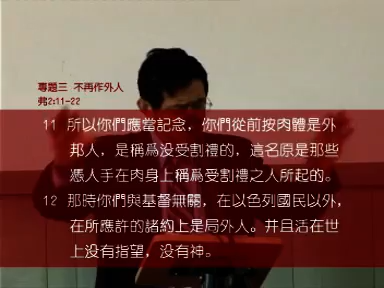 專題三 不再作外人
弗2:11-22
11 所以你們應當記念，你們從前按肉體是外
邦人，是稱爲没受割禮的，這名原是那些
憑人手在肉身上稱爲受割禮之人所起的。
12 那時你們與基督無關，在以色列國民以外，
在所應許的諸約上是局外人。并且活在世
上没有指望，没有神。